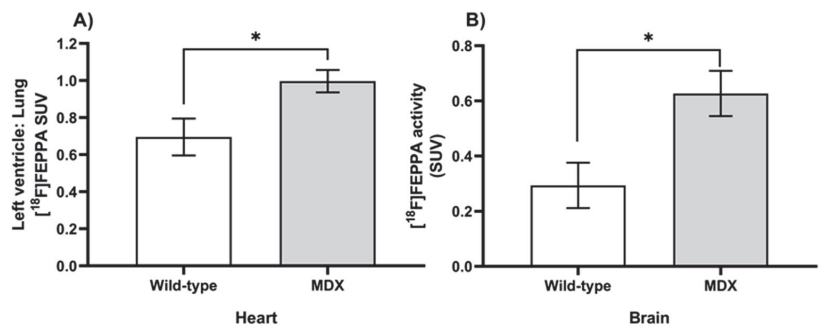 A)
*
Left ventricle: Lung
[¹⁸F]FEPPA SUV
1.2
1.0
0.8
0.6
0.4
0.2
0.0
Wild-type MDX
Heart
B)
*
[¹⁸F]FEPPA activity
(SUV)
0.8
0.6
0.4
0.2
0.0
Wild-type MDX
Brain